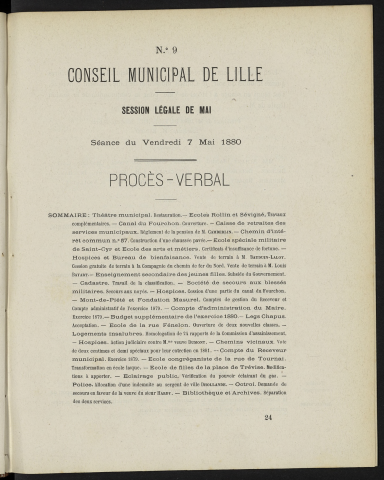 N.° 9
CONSEIL MUNICIPAL DE LILLE
SESSION LÉGALE DE MAI
Séance du Vendredi 7 Mai 1880
PROCÈS-VERBAL
SOMMAIRE : Théâtre municipal. Restauration. — Écoles Rollin et Sévigné, Travaux
complémentaires. — Canal du Fourchon. Couverture. — Caisse de retraites des
services municipaux. Règlement de la pension de M. — Chemin d'inté-
rêt commun n.° 87. Construction d'une chaussée pavée. — École spéciale militaire
de Saint-Cyr et École des arts et métiers. Certificats d'insuffisance de fortune. —
Hospices et Bureau de bienfaisance. Vente de terrain à M.
Cession gratuite de terrain à la Compagnie du chemin de fer du Nord. Vente de terrain à M. Louis
— Enseignement secondaire des jeunes filles. Subside du Gouvernement.
— Cadastre. Travail de la classification. — Société de secours aux blessés
militaires. Secours aux noyés. — Hospices. Cession d'une partie du canal du Fourchon.
— Mont-de-Piété et Fondation Masurel. Comptes de gestion du Receveur et
Compte administratif de l'exercice 1879. — Compte d'administration du Maire.
Exercice 1879. — Budget supplémentaire de l'exercice 1880. — Legs Chapus.
Acceptation. — École de la rue Fénelon. Ouverture de deux nouvelles classes. —
Logements insalubres. Homologation de 74 rapports de la Commission d'assainissement.
— Hospices. Action judiciaire contre M.me veuve — Chemins vicinaux. Vote
de deux centimes et demi spéciaux pour leur entretien en 1881. — Compte du Receveur
municipal. Exercice 1879. — École congréganiste de la rue de Tournai.
Transformation en école laïque. — École de filles de la place de Trévise. Modifica-
tions à apporter. — Éclairage public. Vérification du pouvoir éclairant du gaz. —
Police. Allocation d'une indemnité au sergent de ville — Octroi. Demande de
secours en faveur de la veuve du sieur — Bibliothèque et Archives. Séparation
des deux services.
24